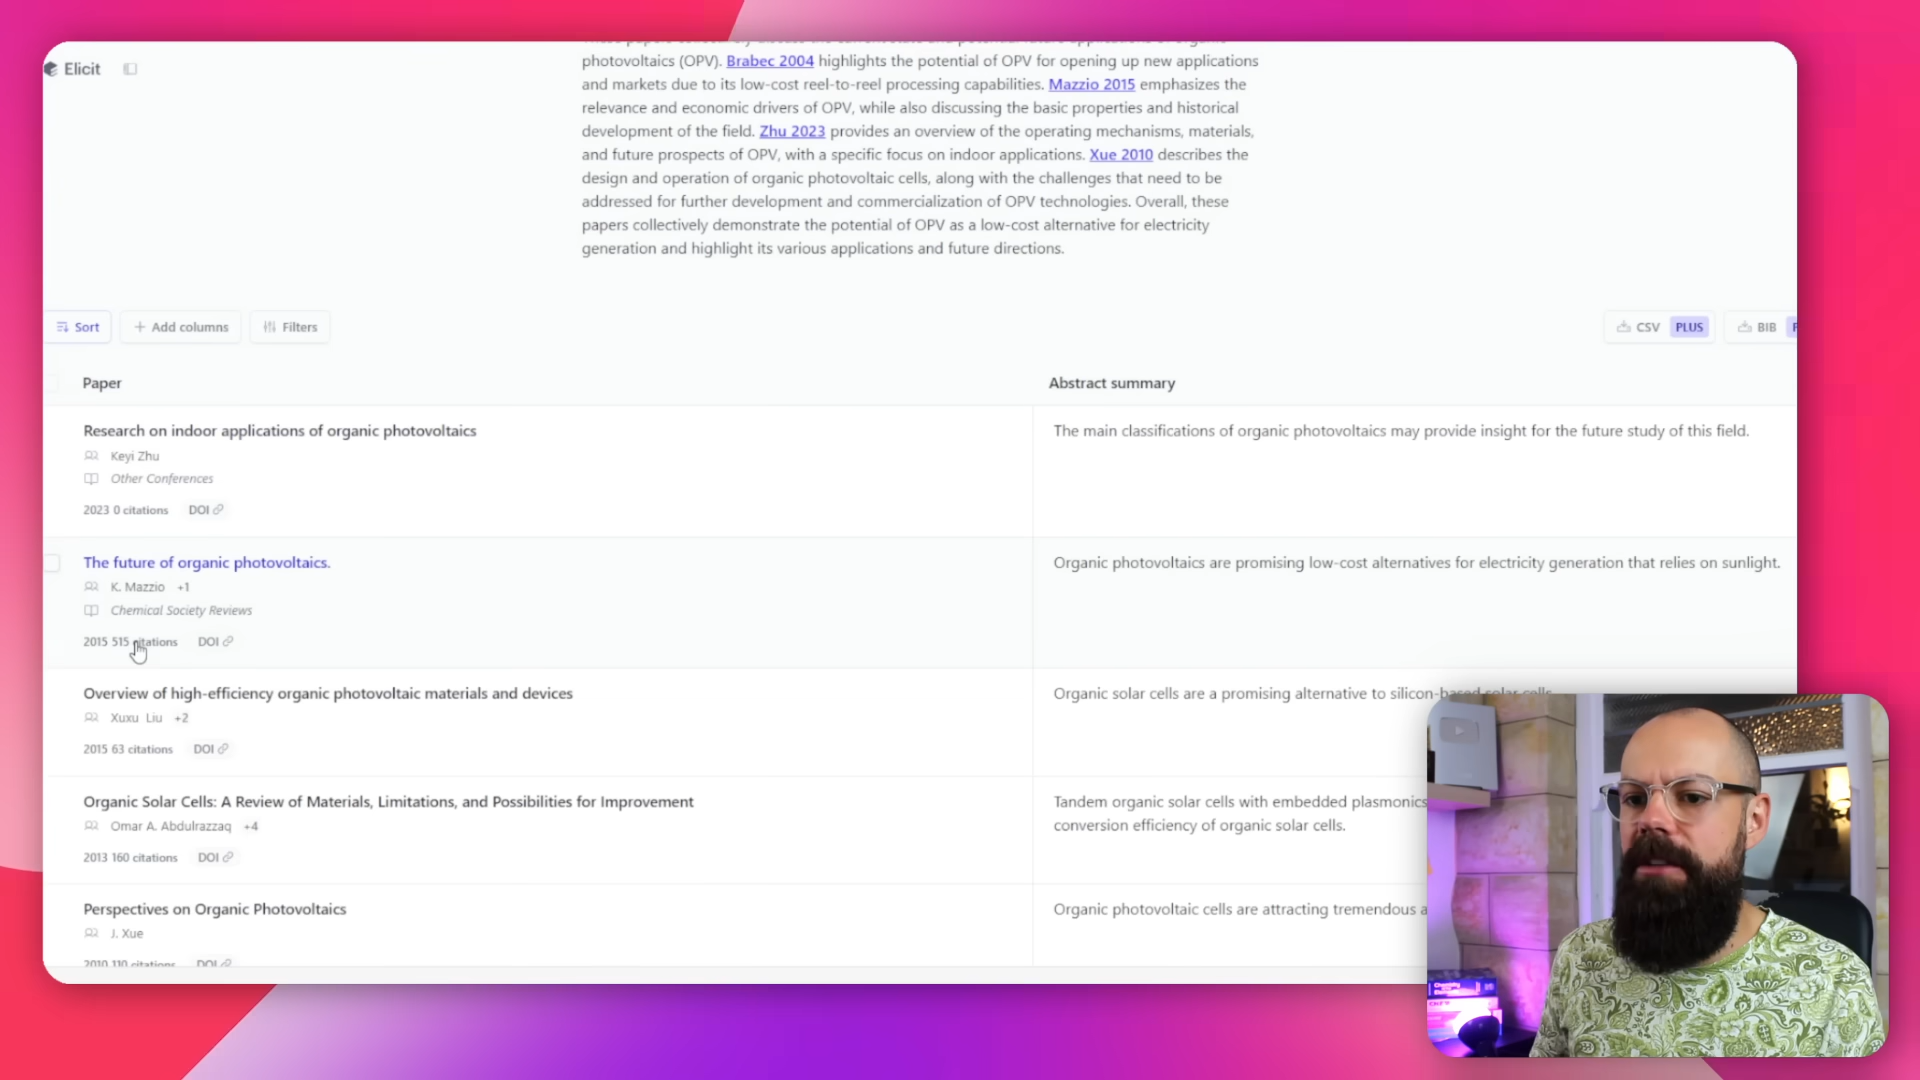 Elicit
photovoltaics (OPV). Brabec 2004 highlights the potential of OPV for opening up new applications
and markets due to its low-cost reel-to-reel processing capabilities. Mazzio 2015 emphasizes the
relevance and economic drivers of OPV, while also discussing the basic properties and historical
development of the field. Zhu 2023 provides an overview of the operating mechanisms, materials,
and future prospects of OPV, with a specific focus on indoor applications. Xue 2010 describes the
design and operation of organic photovoltaic cells, along with the challenges that need to be
addressed for further development and commercialization of OPV technologies. Overall, these
papers collectively demonstrate the potential of OPV as a low-cost alternative for electricity
generation and highlight its various applications and future directions.
Sort
Add columns
Filters
CSV PLUS
BIB
Paper
Abstract summary
Research on indoor applications of organic photovoltaics
The main classifications of organic photovoltaics may provide insight for the future study of this field.
Keyi Zhu
Other Conferences
2023 0 citations DOI
The future of organic photovoltaics.
Organic photovoltaics are promising low-cost alternatives for electricity generation that relies on sunlight.
K. Mazzio +1
Chemical Society Reviews
2015 515 citations DOI
Overview of high-efficiency organic photovoltaic materials and devices
Organic solar cells are a promising alternative to silicon-based solar cells.
Xuxu Liu +2
2015 63 citations DOI
Organic Solar Cells: A Review of Materials, Limitations, and Possibilities for Improvement
Tandem organic solar cells with embedded plasmonics
conversion efficiency of organic solar cells.
Omar A. Abdulrazzaq +4
2013 160 citations DOI
Perspectives on Organic Photovoltaics
Organic photovoltaic cells are attracting tremendous a
J. Xue
2010 110 citations DOI